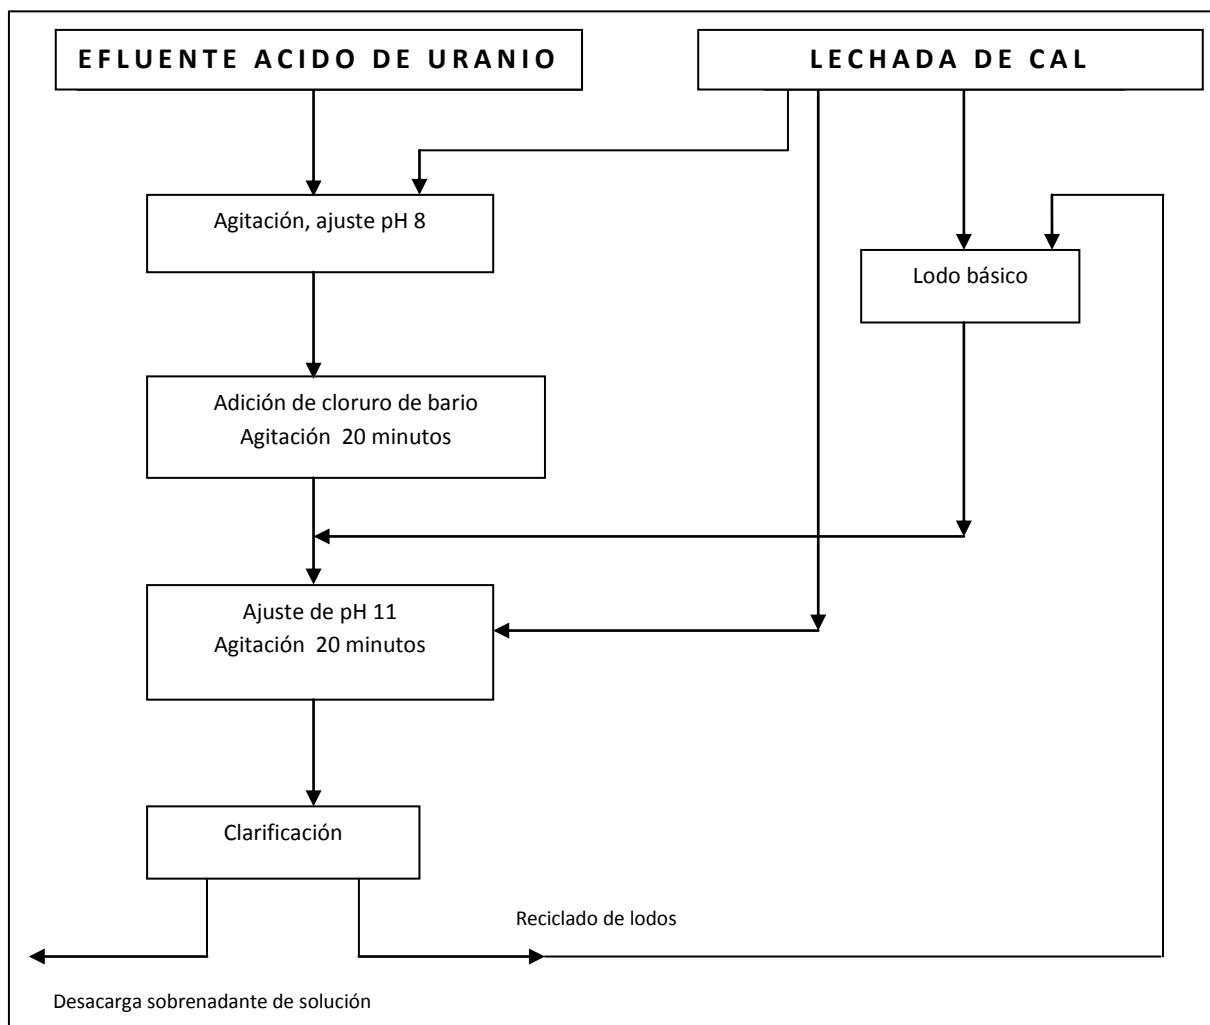 EFLUENTE ACIDO DE URANIO
LECHADA DE CAL
Agitación, ajuste pH 8
Lodo básico
Adición de cloruro de bario
Agitación 20 minutos
Ajuste de pH 11
Agitación 20 minutos
Clarificación
Reciclado de lodos
Desacarga sobrenadante de solución